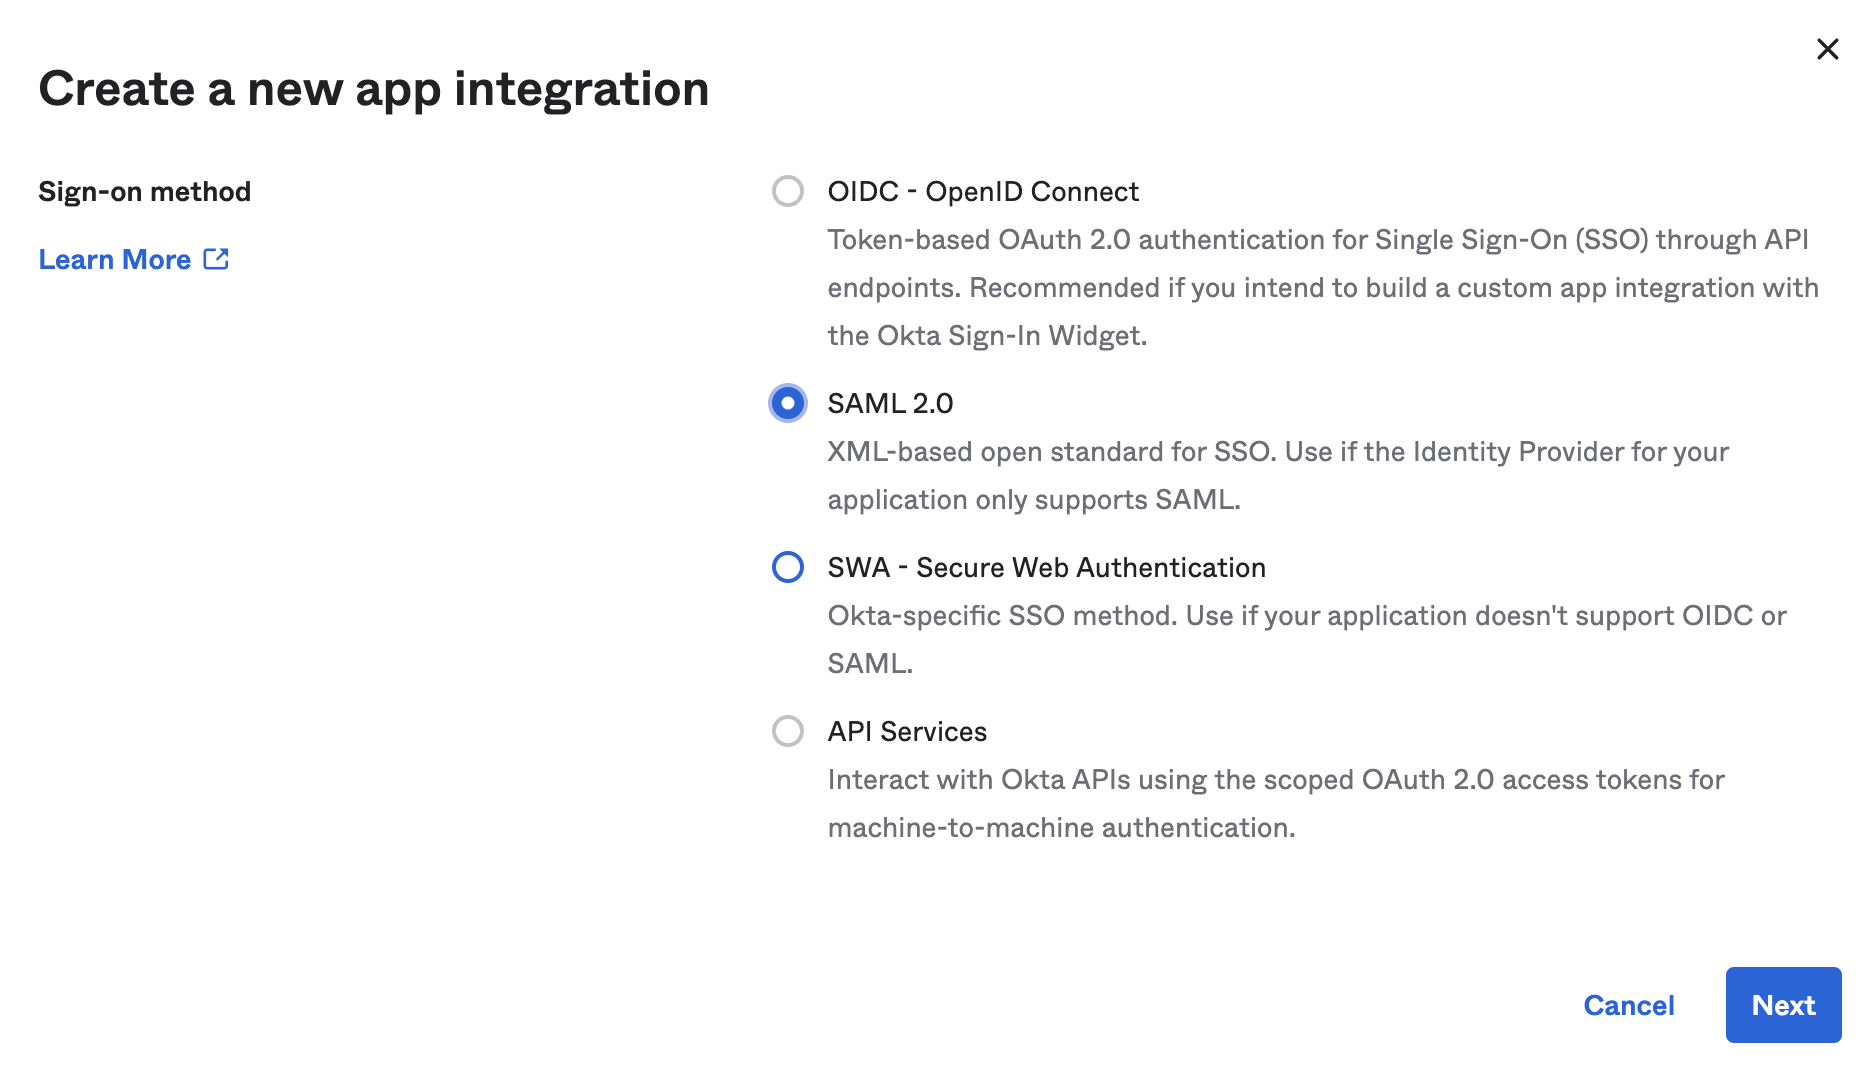 Create a new app integration
Sign-on method
Learn More
OIDC - OpenID Connect
Token-based OAuth 2.0 authentication for Single Sign-On (SSO) through API
endpoints. Recommended if you intend to build a custom app integration with
the Okta Sign-In Widget.
SAML 2.0
XML-based open standard for SSO. Use if the Identity Provider for your
application only supports SAML.
SWA - Secure Web Authentication
Okta-specific SSO method. Use if your application doesn't support OIDC or
SAML.
API Services
Interact with Okta APIs using the scoped OAuth 2.0 access tokens for
machine-to-machine authentication.
Cancel
Next